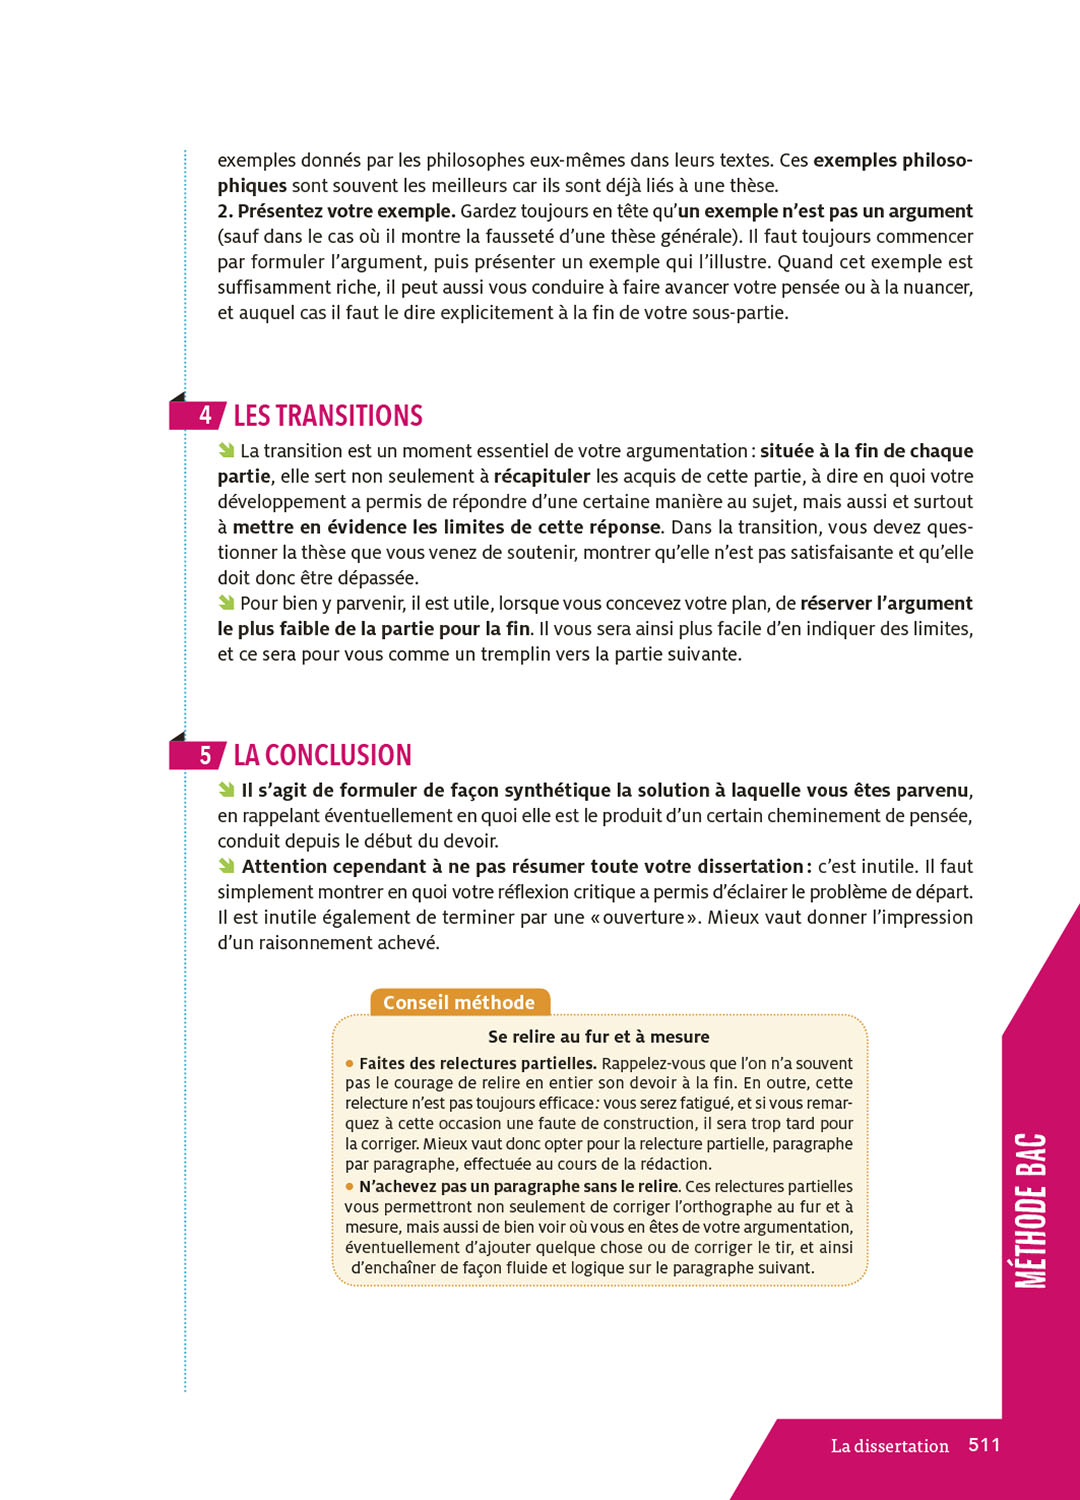 exemples donnés par les philosophes eux-mêmes dans leurs textes. Ces exemples philoso-
phiques sont souvent les meilleurs car ils sont déjà liés à une thèse.
2. Présentez votre exemple. Gardez toujours en tête qu’un exemple n’est pas un argument
(sauf dans le cas où il montre la fausseté d’une thèse générale). Il faut toujours commencer
par formuler l’argument, puis présenter un exemple qui l’illustre. Quand cet exemple est
suffisamment riche, il peut aussi vous conduire à faire avancer votre pensée ou à la nuancer,
et auquel cas il faut le dire explicitement à la fin de votre sous-partie.
4 LES TRANSITIONS
La transition est un moment essentiel de votre argumentation : située à la fin de chaque
partie, elle sert non seulement à récapituler les acquis de cette partie, à dire en quoi votre
développement a permis de répondre d’une certaine manière au sujet, mais aussi et surtout
à mettre en évidence les limites de cette réponse. Dans la transition, vous devez ques-
tionner la thèse que vous venez de soutenir, montrer qu’elle n’est pas satisfaisante et qu’elle
doit donc être dépassée.
Pour bien y parvenir, il est utile, lorsque vous concevez votre plan, de réserver l’argument
le plus faible de la partie pour la fin. Il vous sera ainsi plus facile d’en indiquer des limites,
et ce sera pour vous comme un tremplin vers la partie suivante.
5 LA CONCLUSION
Il s’agit de formuler de façon synthétique la solution à laquelle vous êtes parvenu,
en rappelant éventuellement en quoi elle est le produit d’un certain cheminement de pensée,
conduit depuis le début du devoir.
Attention cependant à ne pas résumer toute votre dissertation : c’est inutile. Il faut
simplement montrer en quoi votre réflexion critique a permis d’éclairer le problème de départ.
Il est inutile également de terminer par une « ouverture ». Mieux vaut donner l’impression
d’un raisonnement achevé.
Conseil méthode
Se relire au fur et à mesure
• Faites des relectures partielles. Rappelez-vous que l’on n’a souvent
pas le courage de relire en entier son devoir à la fin. En outre, cette
relecture n’est pas toujours efficace : vous serez fatigué, et si vous remar-
quez à cette occasion une faute de construction, il sera trop tard pour
la corriger. Mieux vaut donc opter pour la relecture partielle, paragraphe
par paragraphe, effectuée au cours de la rédaction.
• N’achevez pas un paragraphe sans le relire. Ces relectures partielles
vous permettront non seulement de corriger l’orthographe au fur et à
mesure, mais aussi de bien voir où vous en êtes de votre argumentation,
éventuellement d’ajouter quelque chose ou de corriger le tir, et ainsi
d’enchaîner de façon fluide et logique sur le paragraphe suivant.
MÉTHODE BAC
La dissertation 511